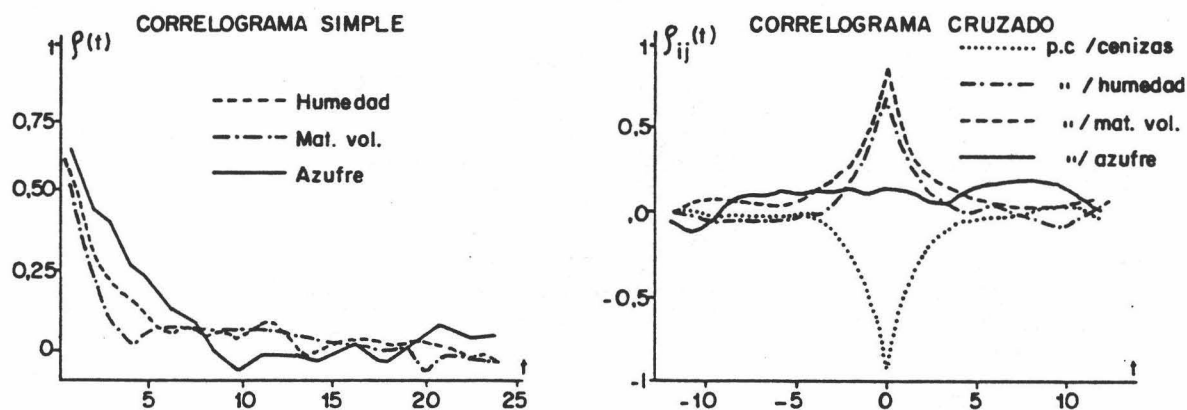 CORRELOGRAMA SIMPLE
1 ρ(t)
0,75
0,50
0,25
0
Humedad
Mat. vol.
Azufre
5 10 15 20 25
t
CORRELOGRAMA CRUZADO
1 ρij(t)
0,5
,0
-0,5
-1
p.c /cenizas
" / humedad
" / mat. vol.
" / azufre
-10 -5 0 5 10
t